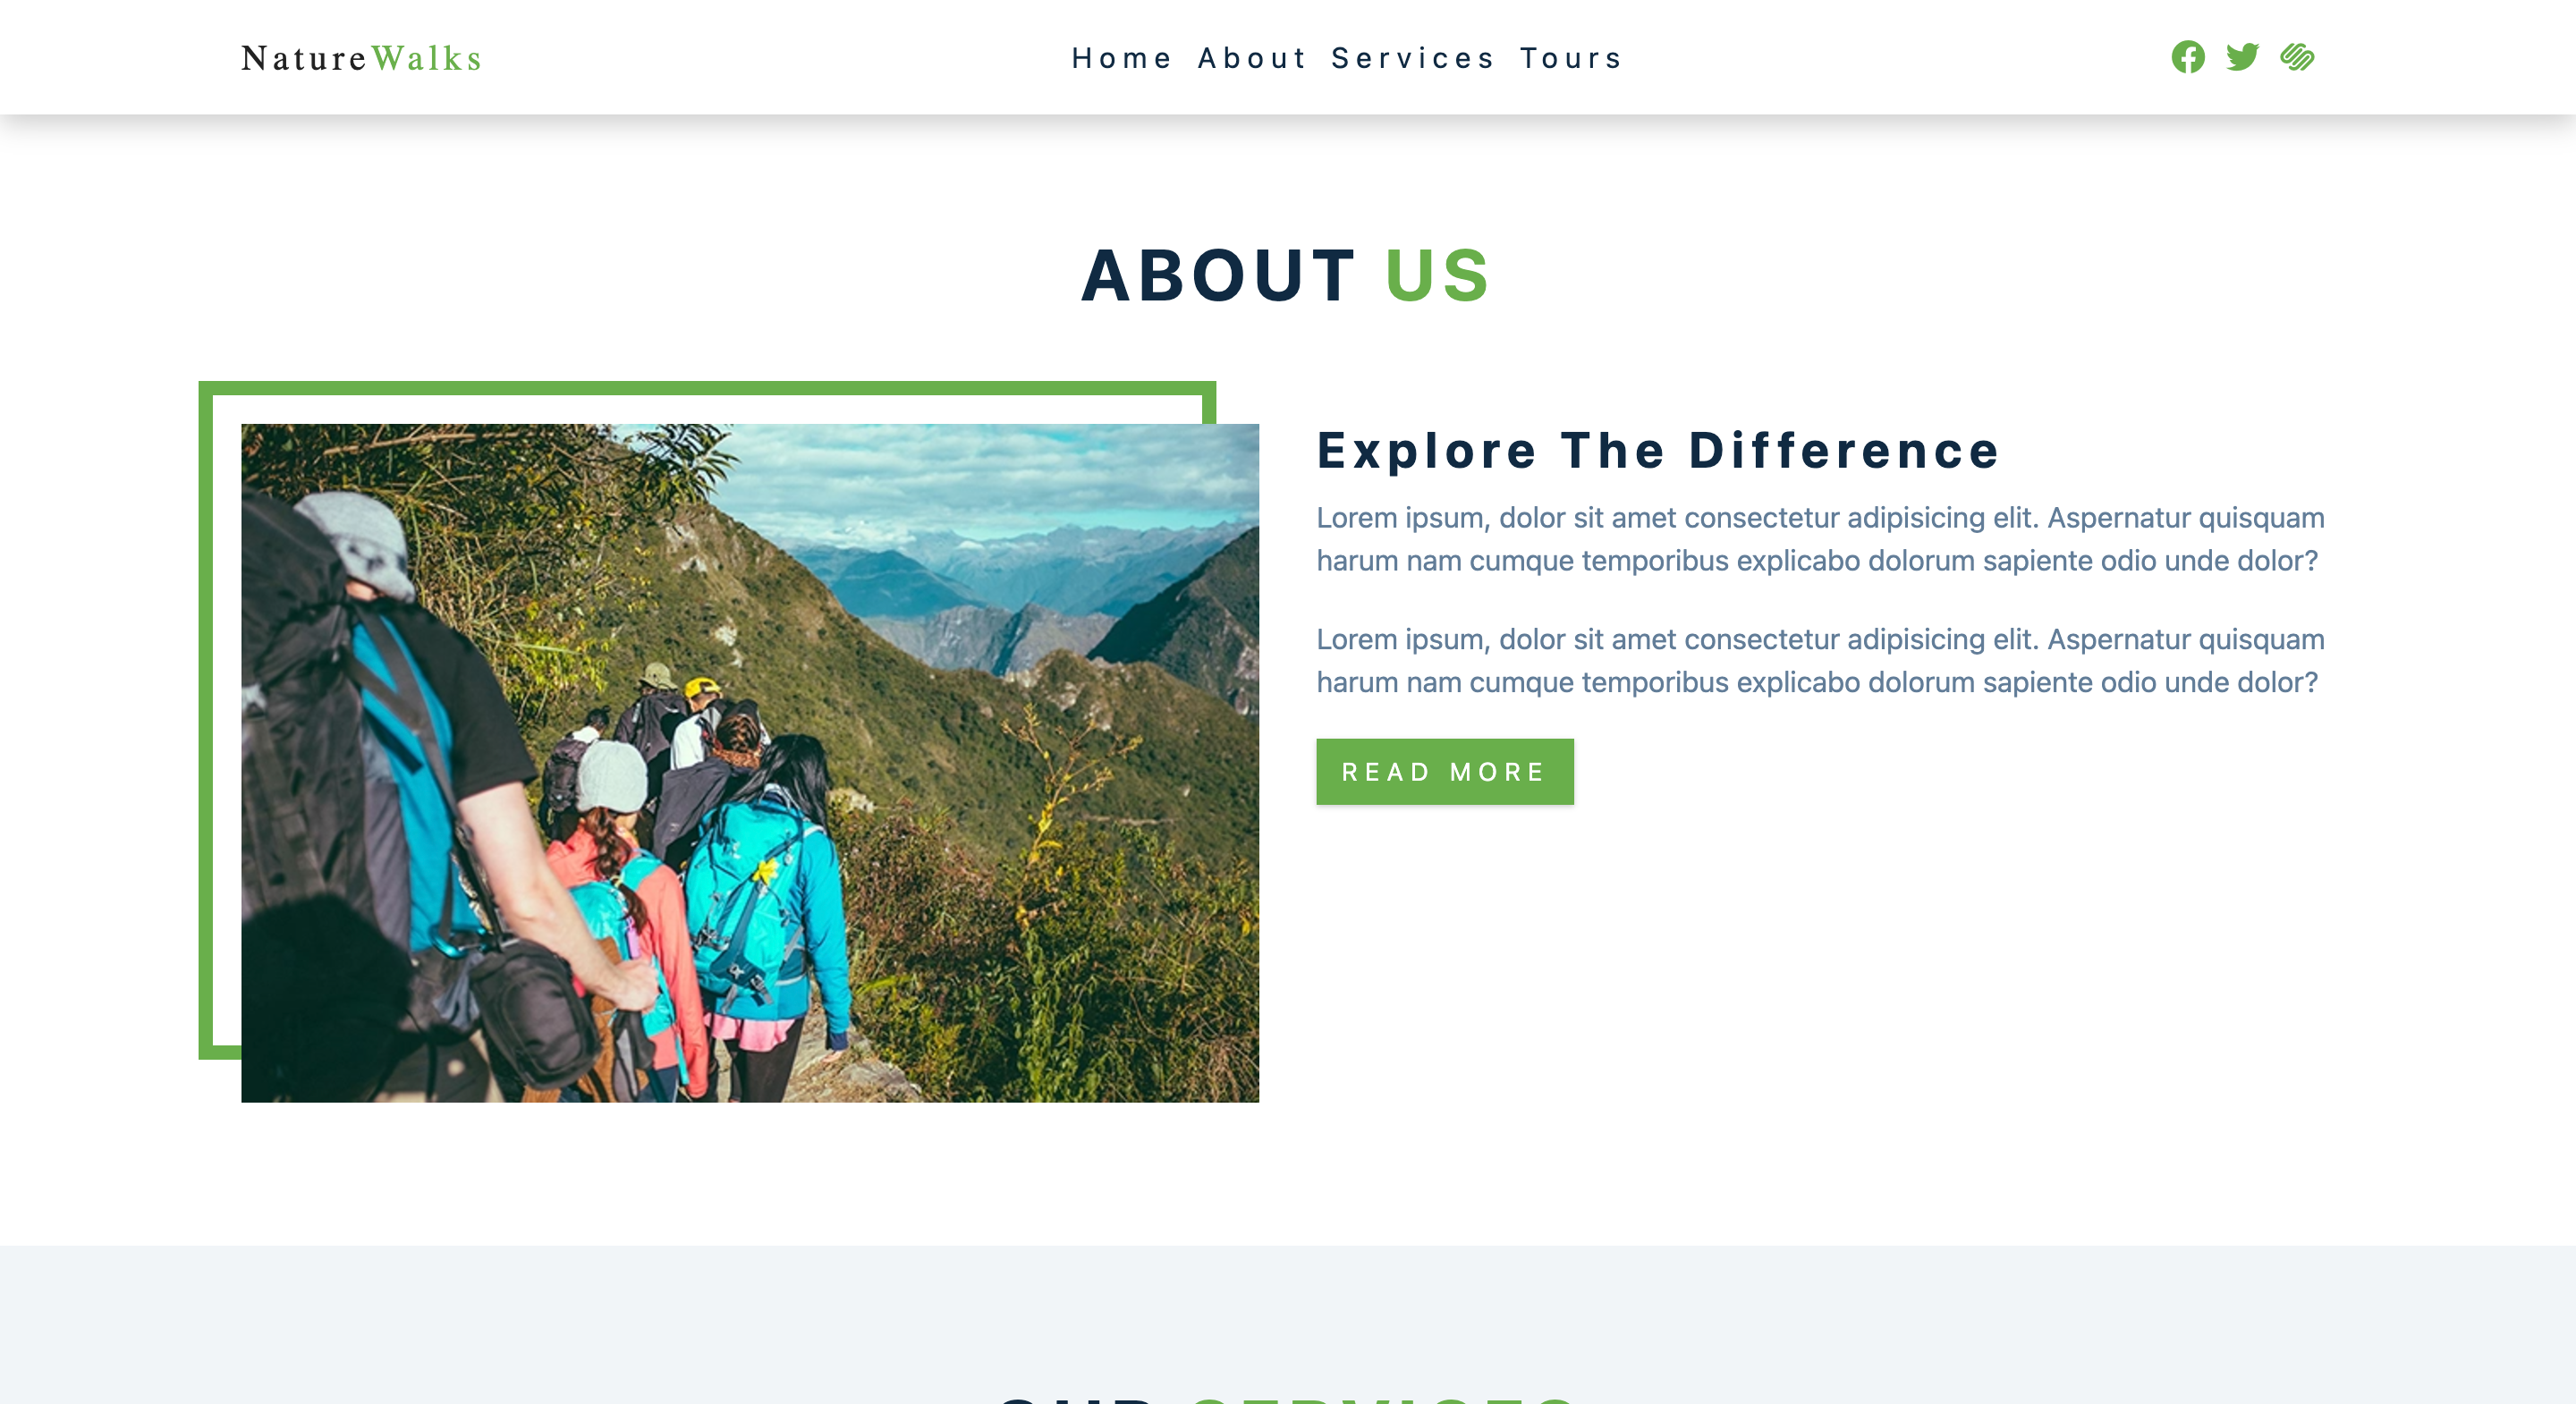 NatureWalks
Home About Services Tours
ABOUT US
Explore The Difference
Lorem ipsum, dolor sit amet consectetur adipisicing elit. Aspernatur quisquam
harum nam cumque temporibus explicabo dolorum sapiente odio unde dolor?
Lorem ipsum, dolor sit amet consectetur adipisicing elit. Aspernatur quisquam
harum nam cumque temporibus explicabo dolorum sapiente odio unde dolor?
READ MORE
OUR SERVICES